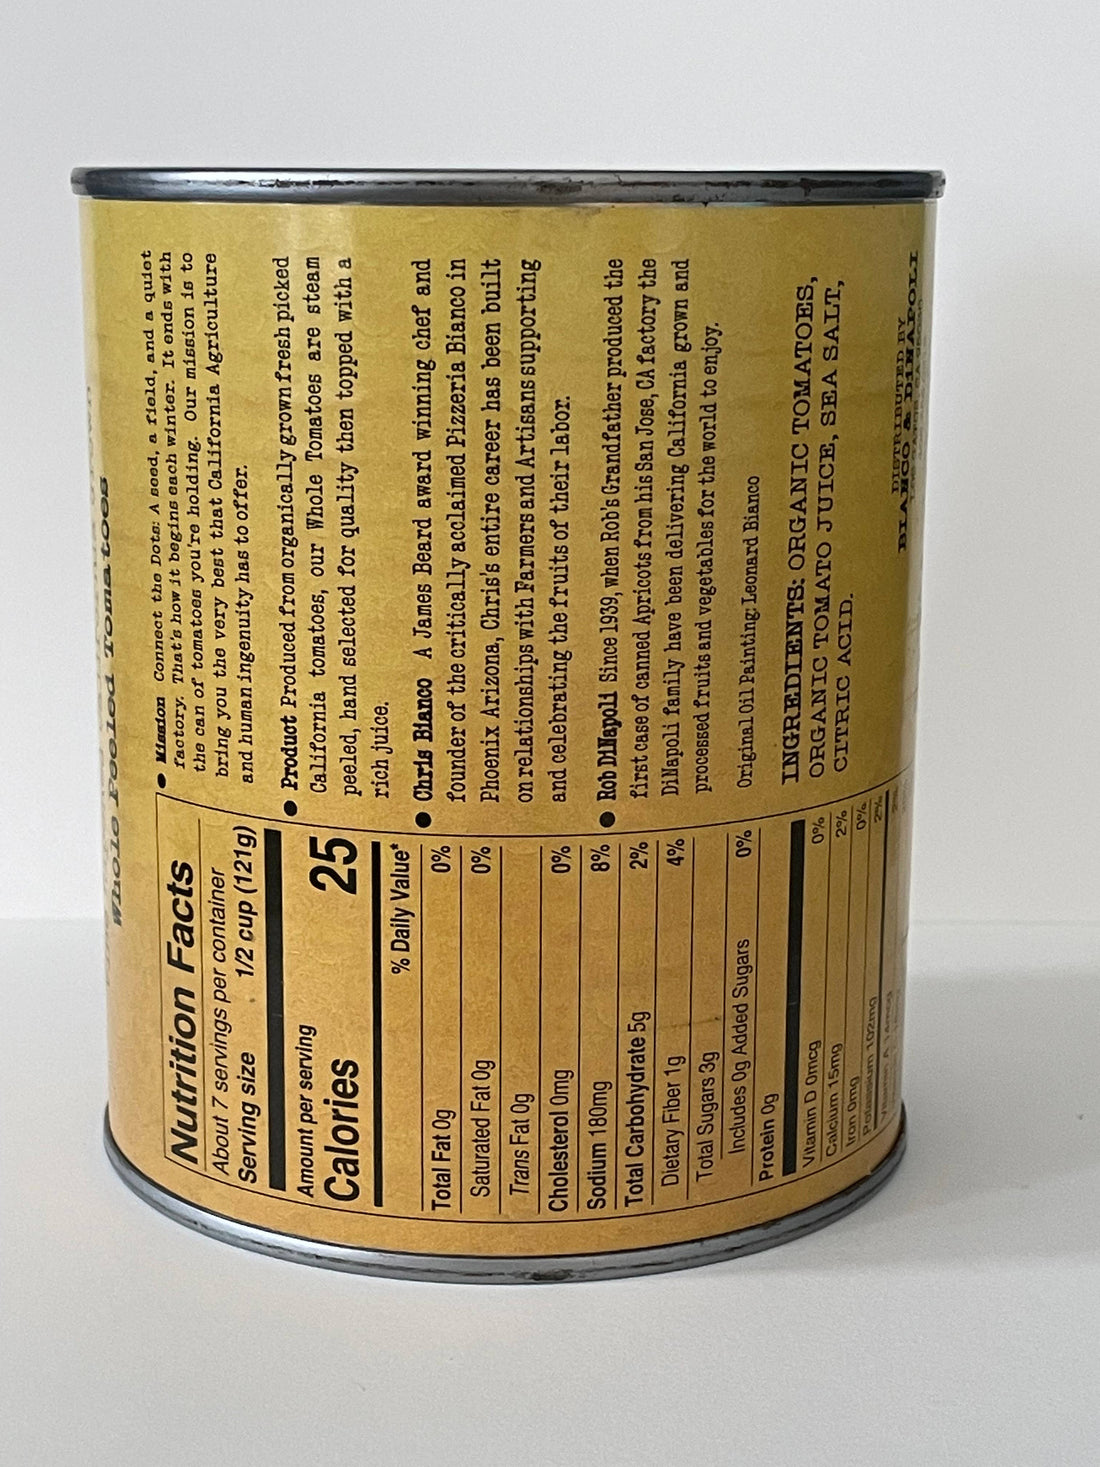 Whole Peeled Tomatoes
Mission Connect the Dots: A seed, a field, and a quiet
factory. That's how it begins each winter. It ends with
the can of tomatoes you're holding. Our mission is to
bring you the very best that California Agriculture
and human ingenuity has to offer.
Product Produced from organically grown fresh picked
California tomatoes, our Whole Tomatoes are steam
peeled, hand selected for quality then topped with a
rich juice.
Chris Bianco A James Beard award winning chef and
founder of the critically acclaimed Pizzeria Bianco in
Phoenix Arizona, Chris's entire career has been built
on relationships with Farmers and Artisans supporting
and celebrating the fruits of their labor.
Rob DiNapoli Since 1939, when Rob's Grandfather produced the
first case of canned Apricots from his San Jose, CA factory the
DiNapoli family have been delivering California grown and
processed fruits and vegetables for the world to enjoy.
Original Oil Painting: Leonard Bianco
INGREDIENTS: ORGANIC TOMATOES,
ORGANIC TOMATO JUICE, SEA SALT,
CITRIC ACID.
DISTRIBUTED BY
BIANCO & DINAPOLI
Nutrition Facts
About 7 servings per container
Serving size 1/2 cup (121g)
Amount per serving
Calories 25
% Daily Value*
Total Fat 0g 0%
Saturated Fat 0g 0%
Trans Fat 0g
Cholesterol 0mg 0%
Sodium 180mg 8%
Total Carbohydrate 5g 2%
Dietary Fiber 1g 4%
Total Sugars 3g
Includes 0g Added Sugars 0%
Protein 0g
Vitamin D 0mcg 0%
Calcium 15mg 2%
Iron 0mg 0%
Potassium 102mg 2%
Vitamin A 14mcg 2%